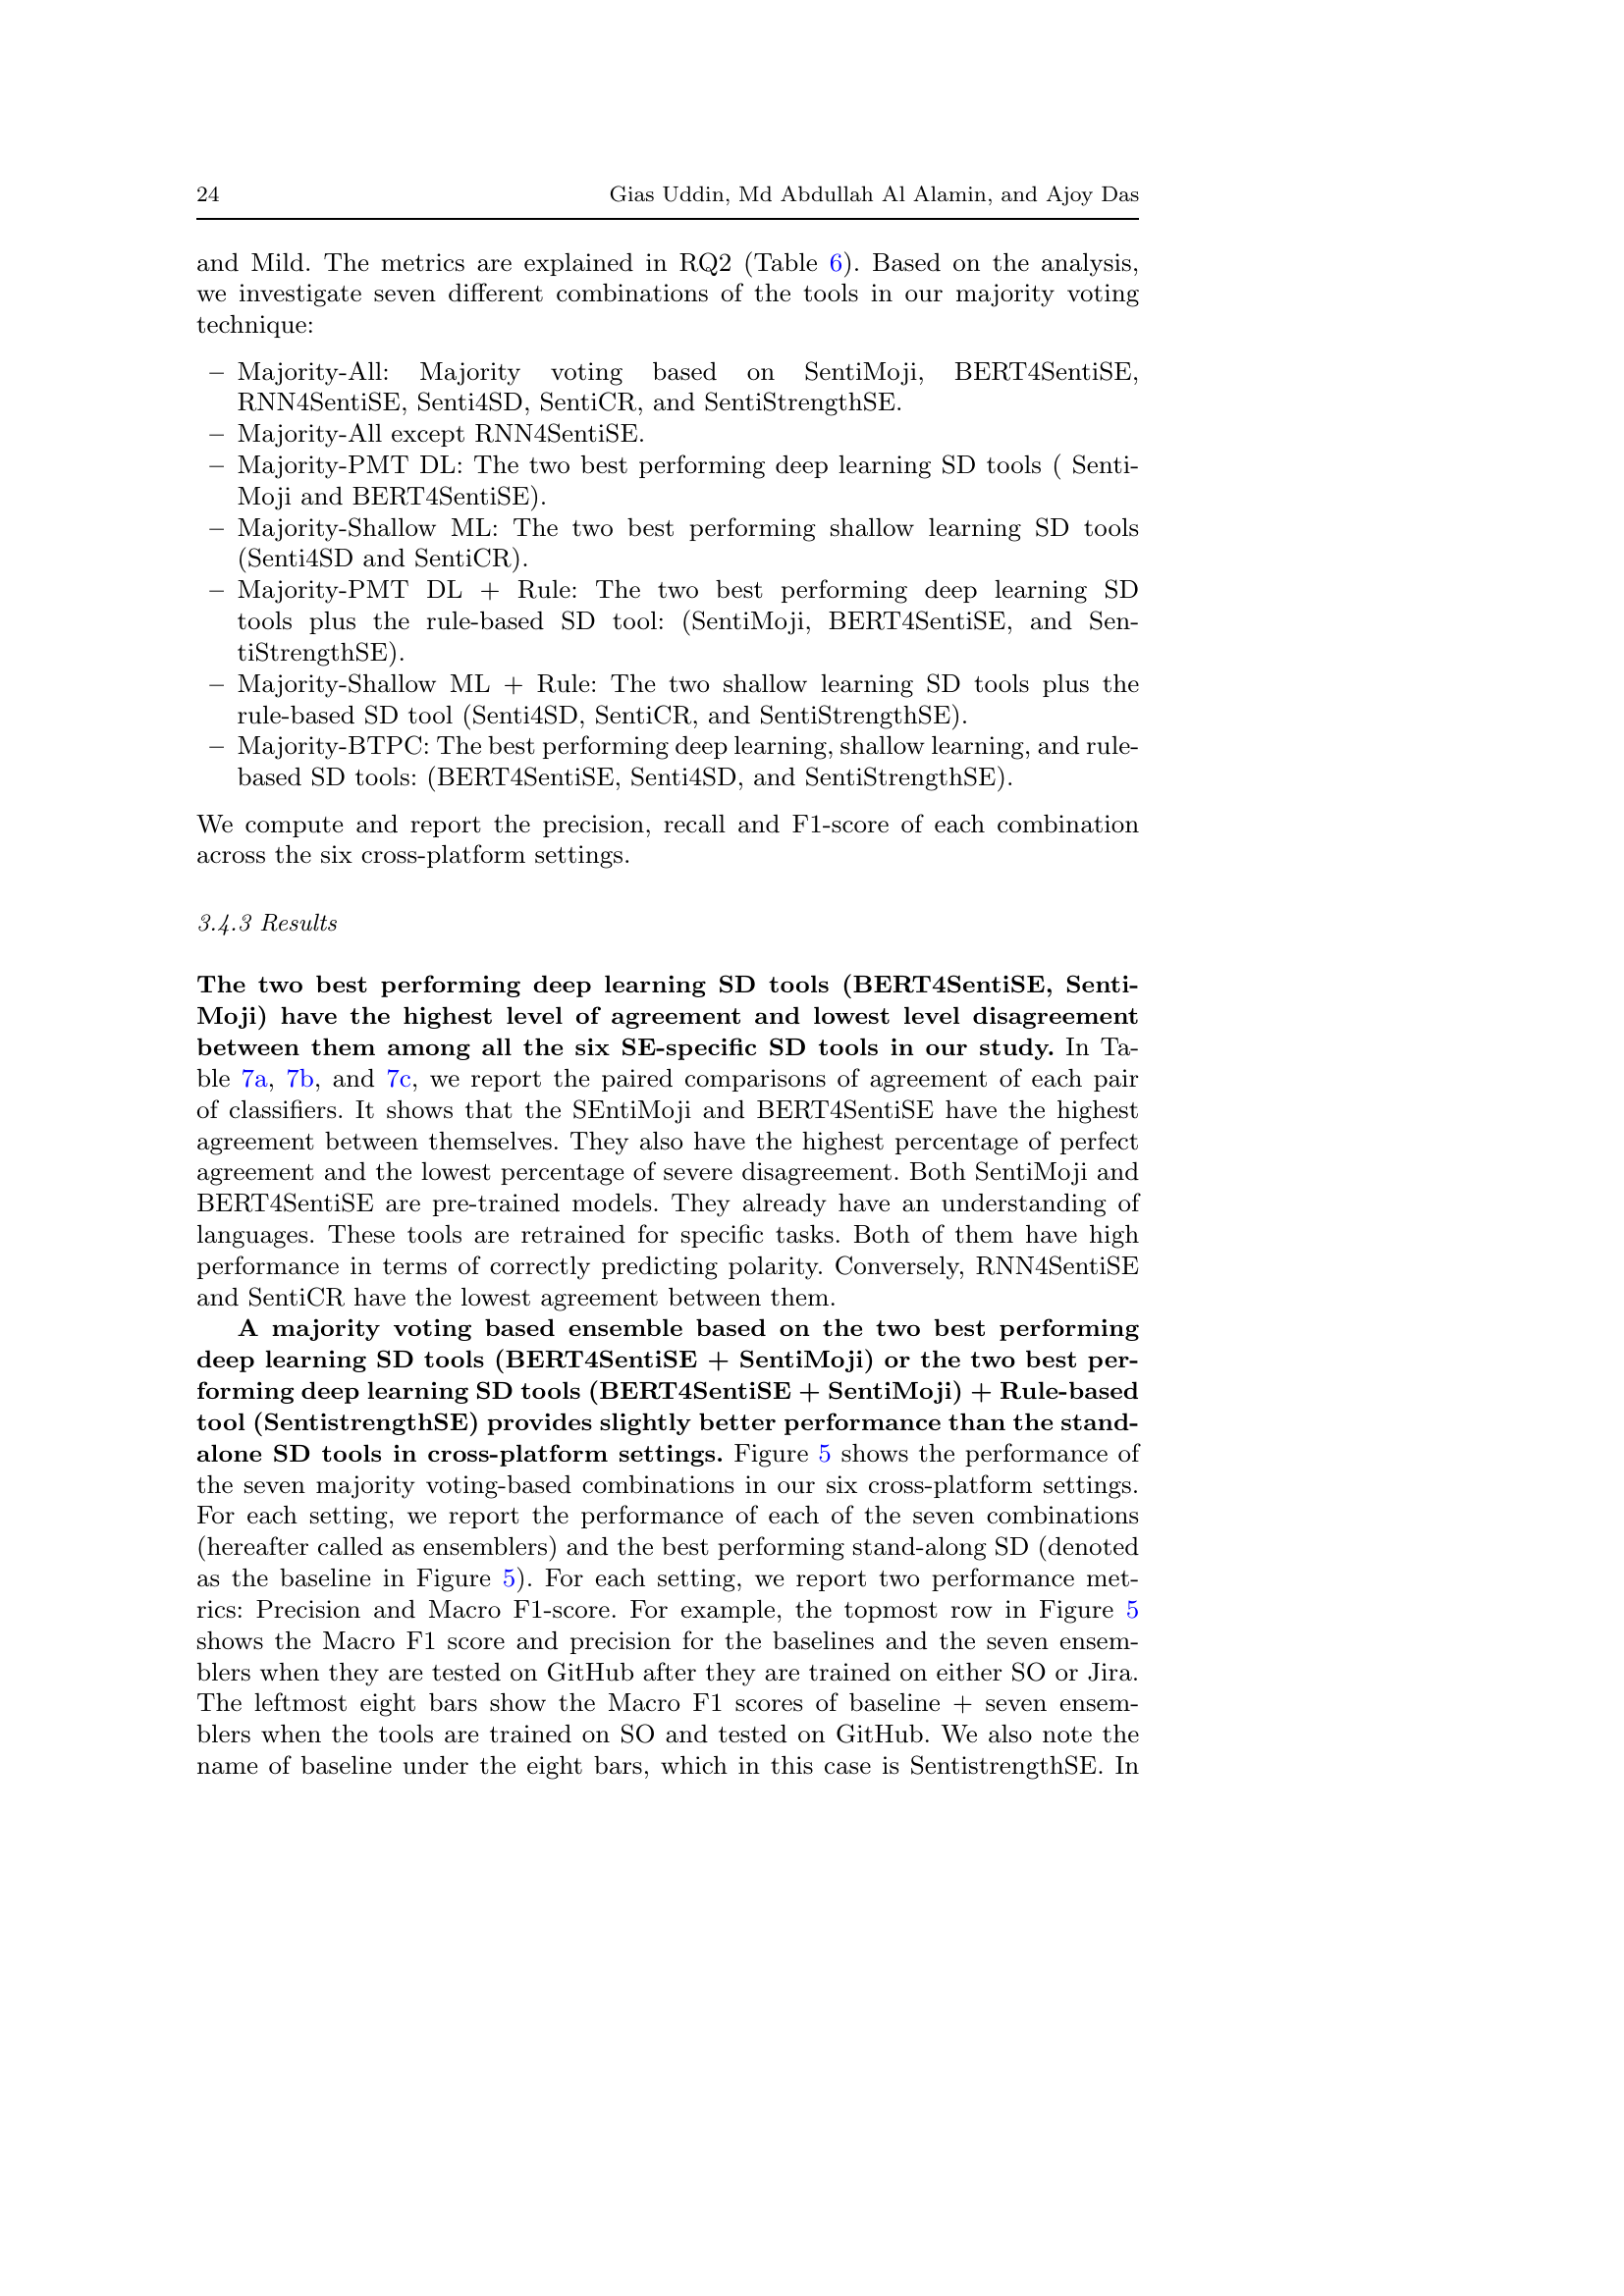 24 Gias Uddin, Md Abdullah Al Alamin, and Ajoy Das
and Mild. The metrics are explained in RQ2 (Table 6). Based on the analysis,
we investigate seven different combinations of the tools in our majority voting
technique:
– Majority-All: Majority voting based on SentiMoji, BERT4SentiSE,
RNN4SentiSE, Senti4SD, SentiCR, and SentiStrengthSE.
– Majority-All except RNN4SentiSE.
– Majority-PMT DL: The two best performing deep learning SD tools ( Senti-
Moji and BERT4SentiSE).
– Majority-Shallow ML: The two best performing shallow learning SD tools
(Senti4SD and SentiCR).
– Majority-PMT DL + Rule: The two best performing deep learning SD
tools plus the rule-based SD tool: (SentiMoji, BERT4SentiSE, and Sen-
tiStrengthSE).
– Majority-Shallow ML + Rule: The two shallow learning SD tools plus the
rule-based SD tool (Senti4SD, SentiCR, and SentiStrengthSE).
– Majority-BTPC: The best performing deep learning, shallow learning, and rule-
based SD tools: (BERT4SentiSE, Senti4SD, and SentiStrengthSE).
We compute and report the precision, recall and F1-score of each combination
across the six cross-platform settings.
3.4.3 Results
The two best performing deep learning SD tools (BERT4SentiSE, Senti-
Moji) have the highest level of agreement and lowest level disagreement
between them among all the six SE-specific SD tools in our study. In Ta-
ble 7a, 7b, and 7c, we report the paired comparisons of agreement of each pair
of classifiers. It shows that the SEntiMoji and BERT4SentiSE have the highest
agreement between themselves. They also have the highest percentage of perfect
agreement and the lowest percentage of severe disagreement. Both SentiMoji and
BERT4SentiSE are pre-trained models. They already have an understanding of
languages. These tools are retrained for specific tasks. Both of them have high
performance in terms of correctly predicting polarity. Conversely, RNN4SentiSE
and SentiCR have the lowest agreement between them.
A majority voting based ensemble based on the two best performing
deep learning SD tools (BERT4SentiSE + SentiMoji) or the two best per-
forming deep learning SD tools (BERT4SentiSE + SentiMoji) + Rule-based
tool (SentistrengthSE) provides slightly better performance than the stand-
alone SD tools in cross-platform settings. Figure 5 shows the performance of
the seven majority voting-based combinations in our six cross-platform settings.
For each setting, we report the performance of each of the seven combinations
(hereafter called as ensemblers) and the best performing stand-along SD (denoted
as the baseline in Figure 5). For each setting, we report two performance met-
rics: Precision and Macro F1-score. For example, the topmost row in Figure 5
shows the Macro F1 score and precision for the baselines and the seven ensem-
blers when they are tested on GitHub after they are trained on either SO or Jira.
The leftmost eight bars show the Macro F1 scores of baseline + seven ensem-
blers when the tools are trained on SO and tested on GitHub. We also note the
name of baseline under the eight bars, which in this case is SentistrengthSE. In